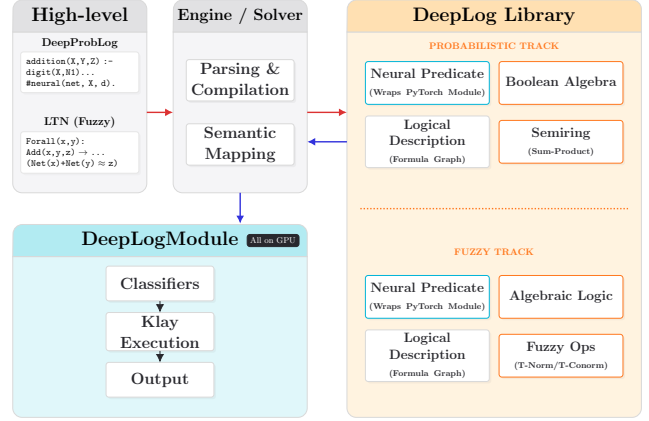 High-level
DeepProbLog
addition(X,Y,Z) :-
digit(X,N1)...
#neural(net, X, d).
LTN (Fuzzy)
Forall(x,y):
Add(x,y,z) → ...
(Net(x)+Net(y) ≈ z)
Engine / Solver
Parsing &
Compilation
Semantic
Mapping
DeepLog Library
PROBABILISTIC TRACK
Neural Predicate
(Wraps PyTorch Module)
Boolean Algebra
Logical
Description
(Formula Graph)
Semiring
(Sum-Product)
FUZZY TRACK
Neural Predicate
(Wraps PyTorch Module)
Algebraic Logic
Logical
Description
(Formula Graph)
Fuzzy Ops
(T-Norm/T-Conorm)
DeepLogModule All on GPU
Classifiers
Klay
Execution
Output